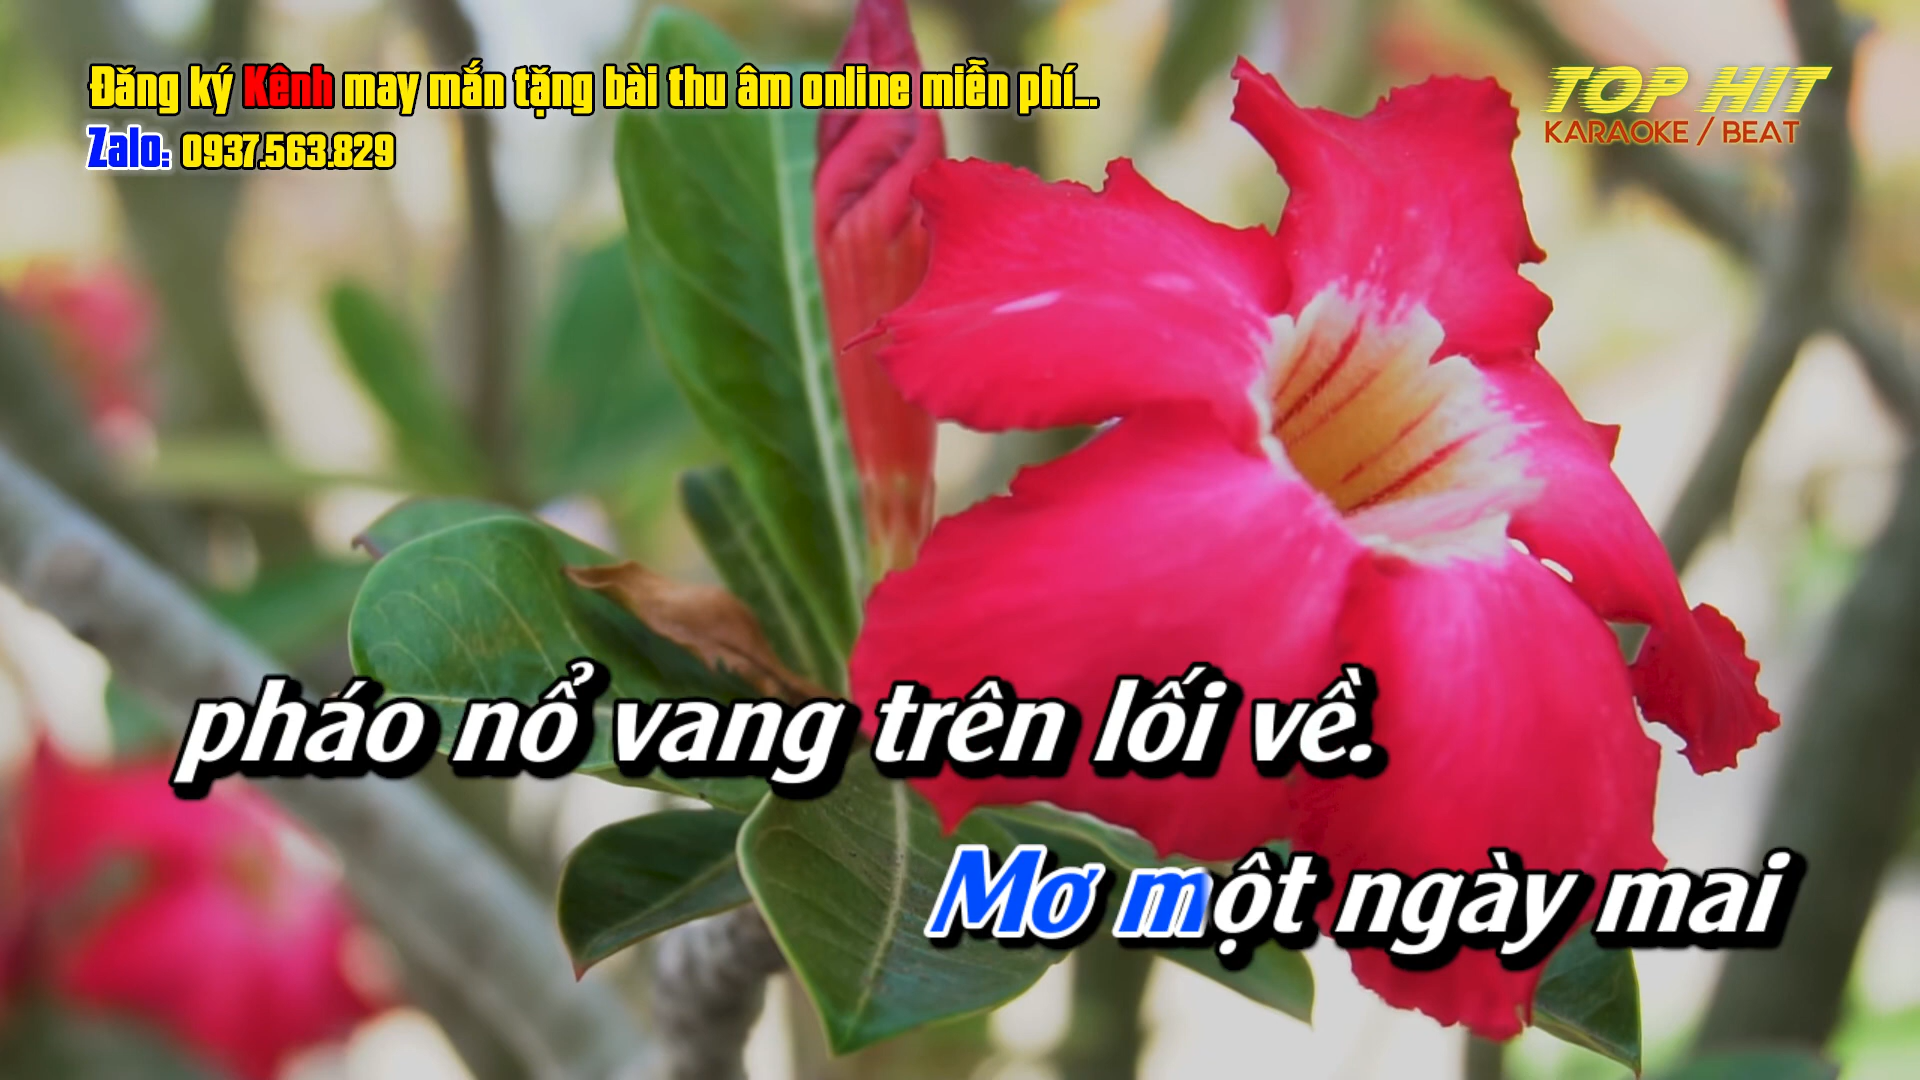 Đăng ký Kênh may mắn tặng bài thu âm online miễn phí...
Zalo: 0937.563.829
TOP HIT
KARAOKE / BEAT
pháo nổ vang trên lối về.
Mơ một ngày mai